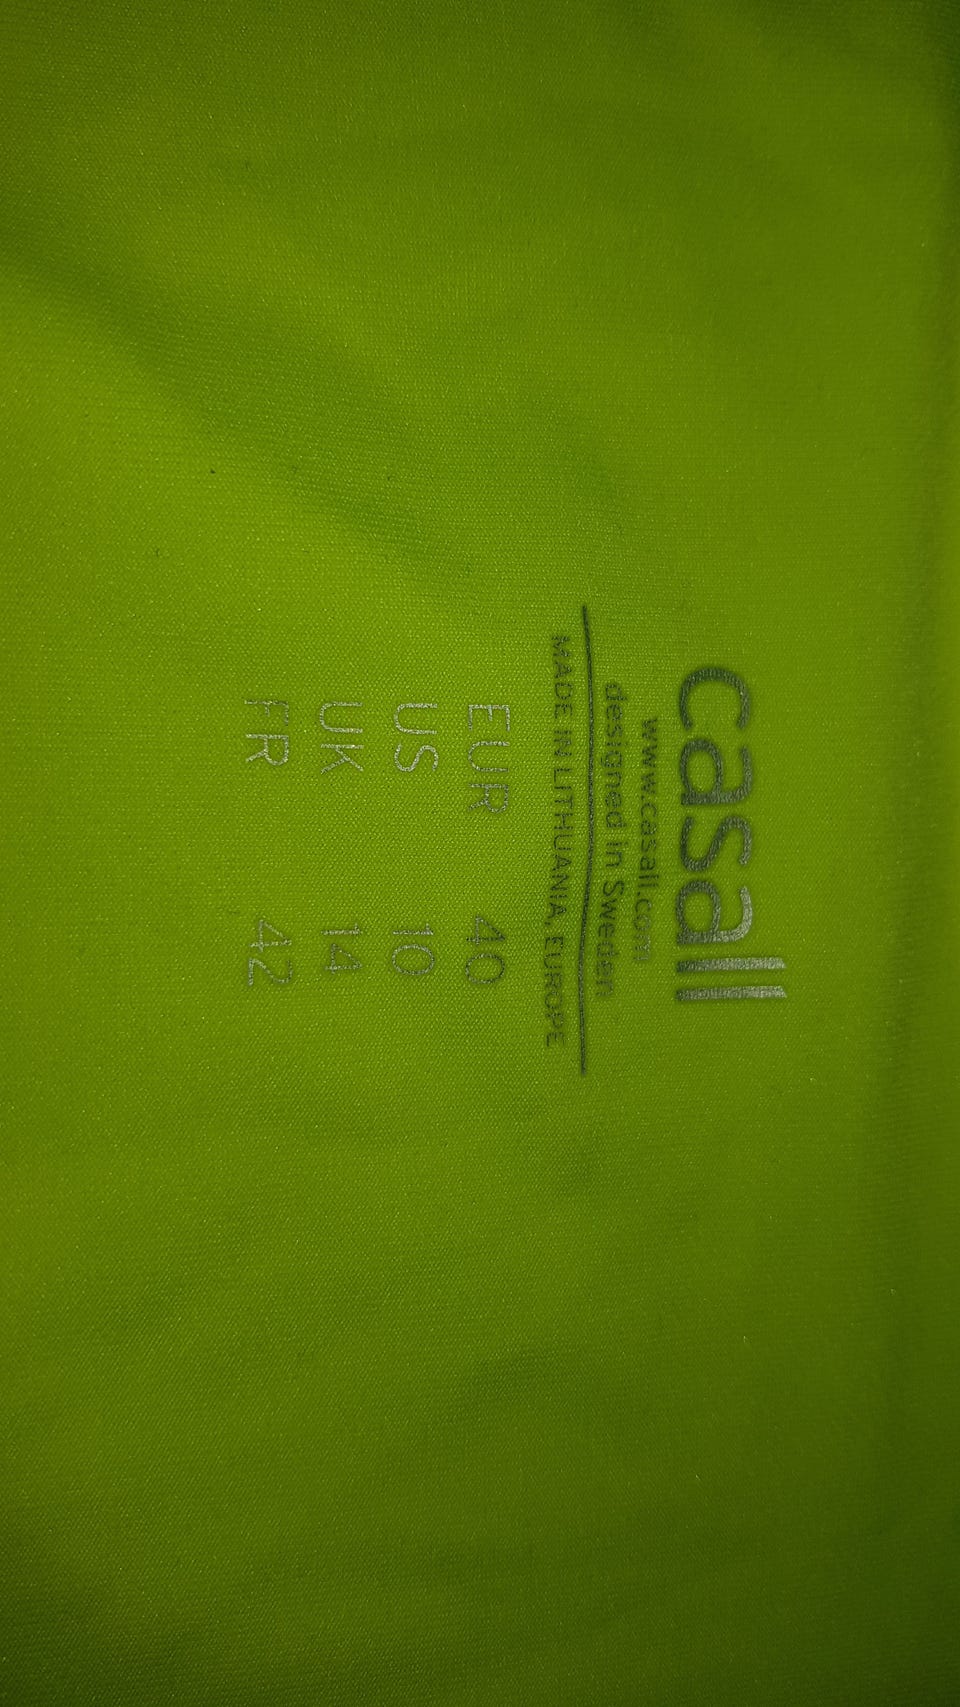 casall
www.casall.com
designed in Sweden
MADE IN LITHUANIA, EUROPE
EUR 40
US 10
UK 14
FR 42